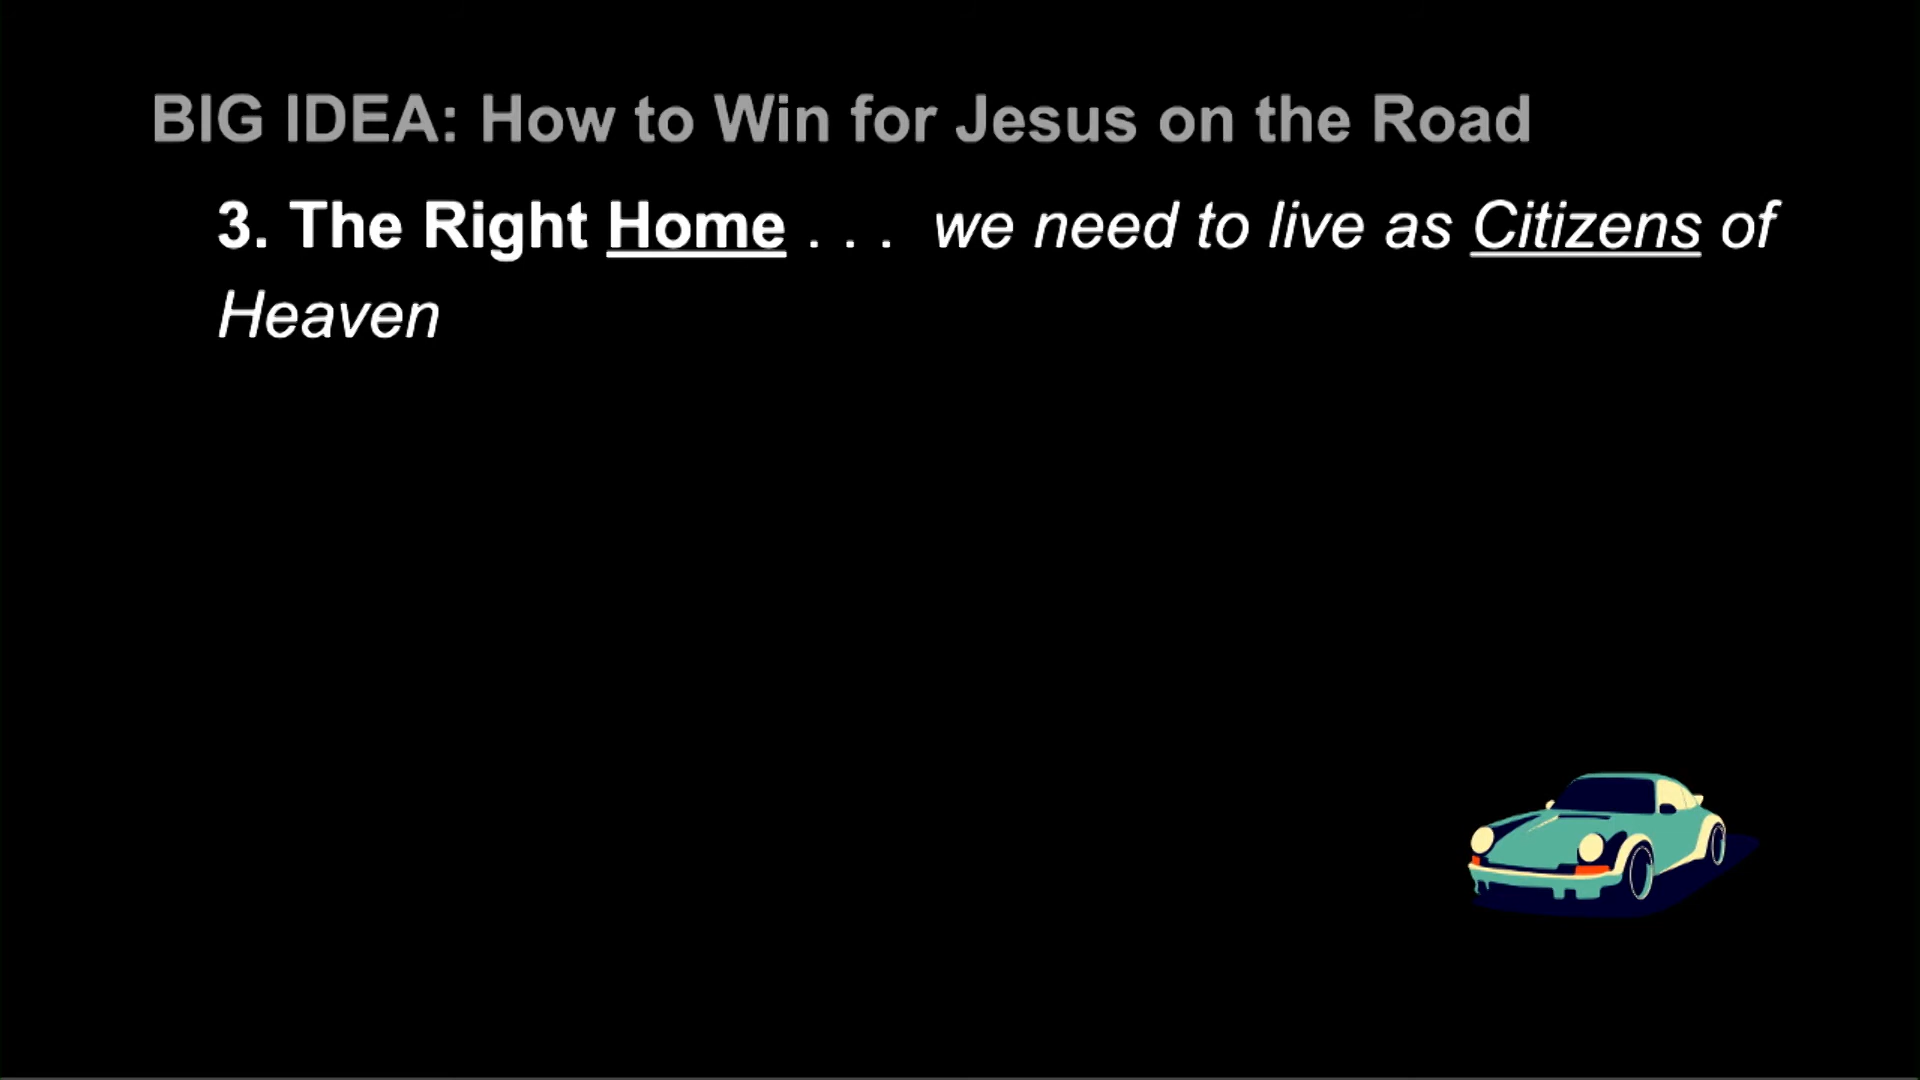 BIG IDEA: How to Win for Jesus on the Road
3. The Right Home . . . we need to live as Citizens of
Heaven